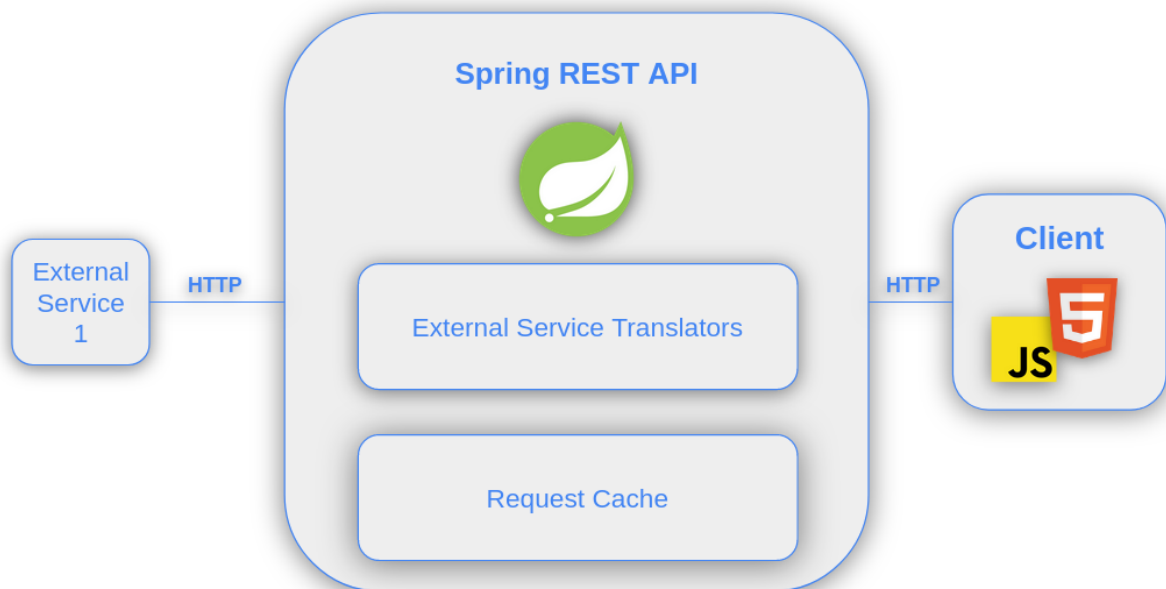 Spring REST API
External
Service
1
HTTP
External Service Translators
Request Cache
HTTP
Client
JS
5